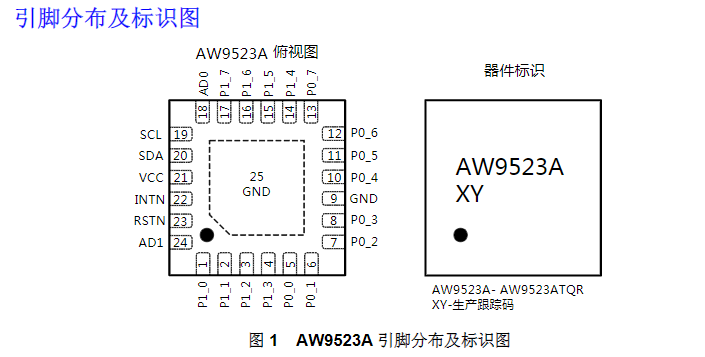 引脚分布及标识图
AW9523A 俯视图
器件标识
AD0
P1_7
P1_6
P1_5
P1_4
P0_7
18
17
16
15
14
13
SCL 19
SDA 20
VCC 21
INTN 22
RSTN 23
AD1 24
12 P0_6
11 P0_5
10 P0_4
9 GND
8 P0_3
7 P0_2
25
GND
1
2
3
4
5
6
P1_0
P1_1
P1_2
P1_3
P0_0
P0_1
AW9523A
XY
AW9523A- AW9523ATQR
XY-生产跟踪码
图 1 AW9523A 引脚分布及标识图